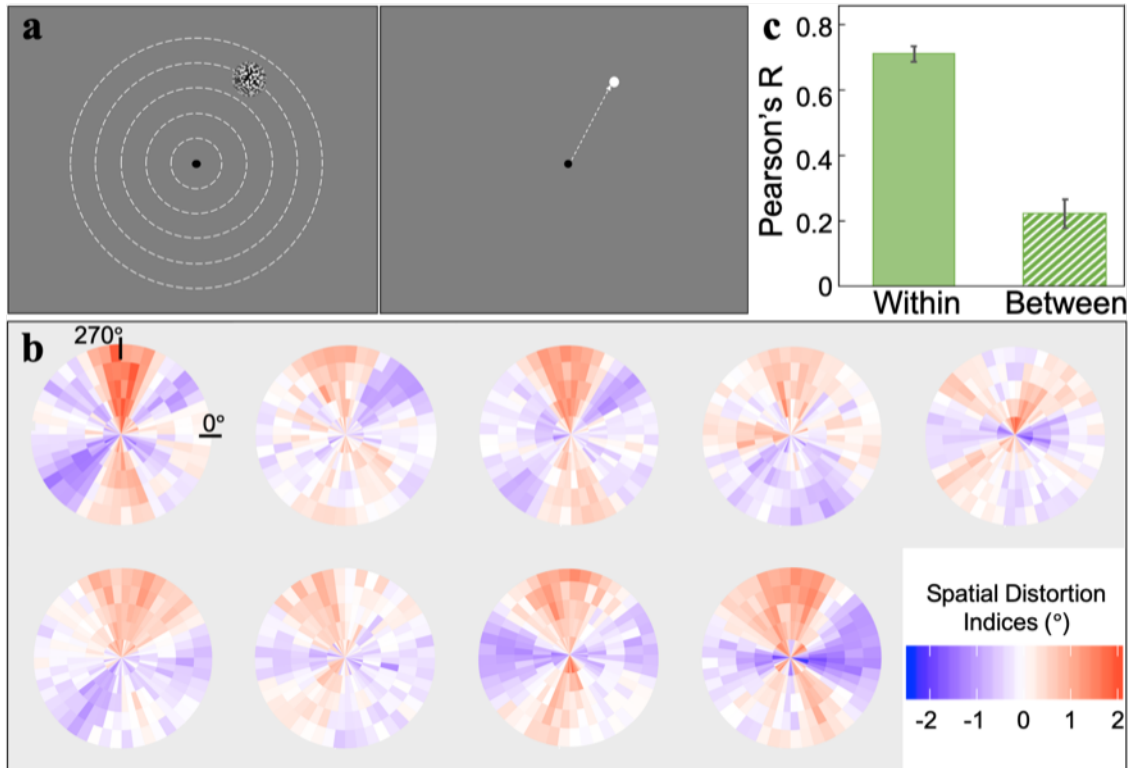 a
c
Pearson's R
0.8
0.6
0.4
0.2
0
Within
Between
b
270°
0°
Spatial Distortion
Indices (°)
-2
-1
0
1
2